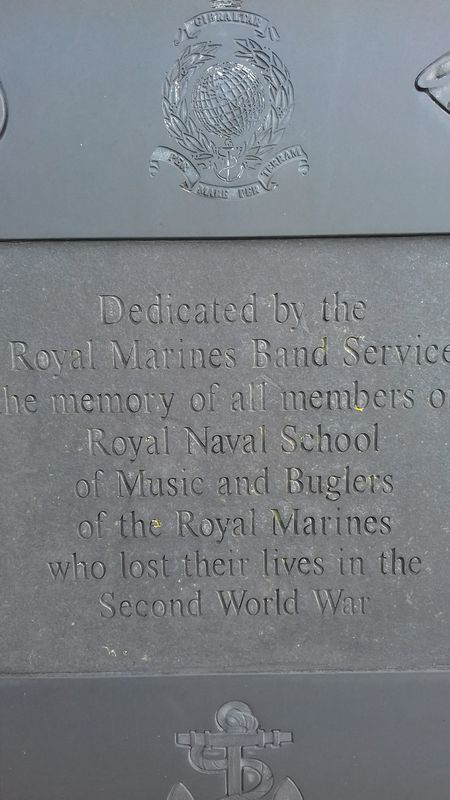 GIBRALTAR
PER MARE PER TERRAM
Dedicated by the
Royal Marines Band Service
the memory of all members o
Royal Naval School
of Music and Buglers
of the Royal Marines
who lost their lives in the
Second World War